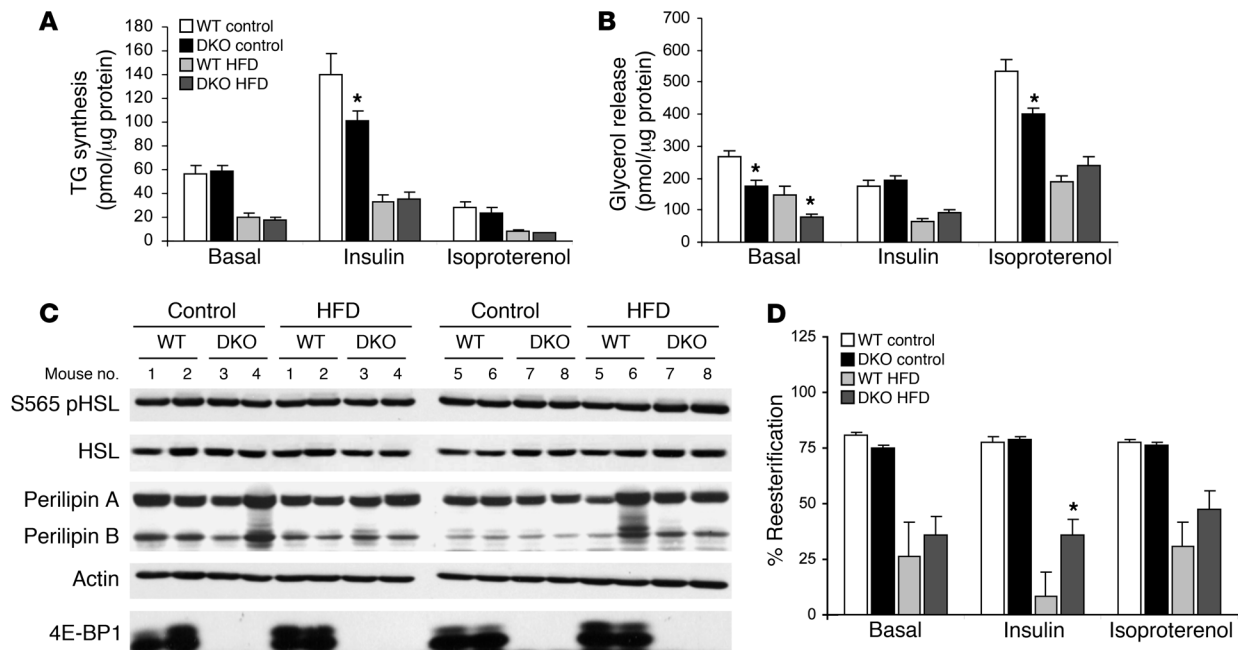 A
TG synthesis
(pmol/µg protein)
180
160
140
120
100
80
60
40
20
0
WT control
DKO control
WT HFD
DKO HFD
*
Basal Insulin Isoproterenol
B
Glycerol release
(pmol/µg protein)
700
600
500
400
300
200
100
0
* * *
Basal Insulin Isoproterenol
C
Control HFD Control HFD
WT DKO WT DKO WT DKO WT DKO
Mouse no. 1 2 3 4 1 2 3 4 5 6 7 8 5 6 7 8
S565 pHSL
HSL
Perilipin A
Perilipin B
Actin
4E-BP1
D
% Reesterification
125
100
75
50
25
0
WT control
DKO control
WT HFD
DKO HFD
*
Basal Insulin Isoproterenol